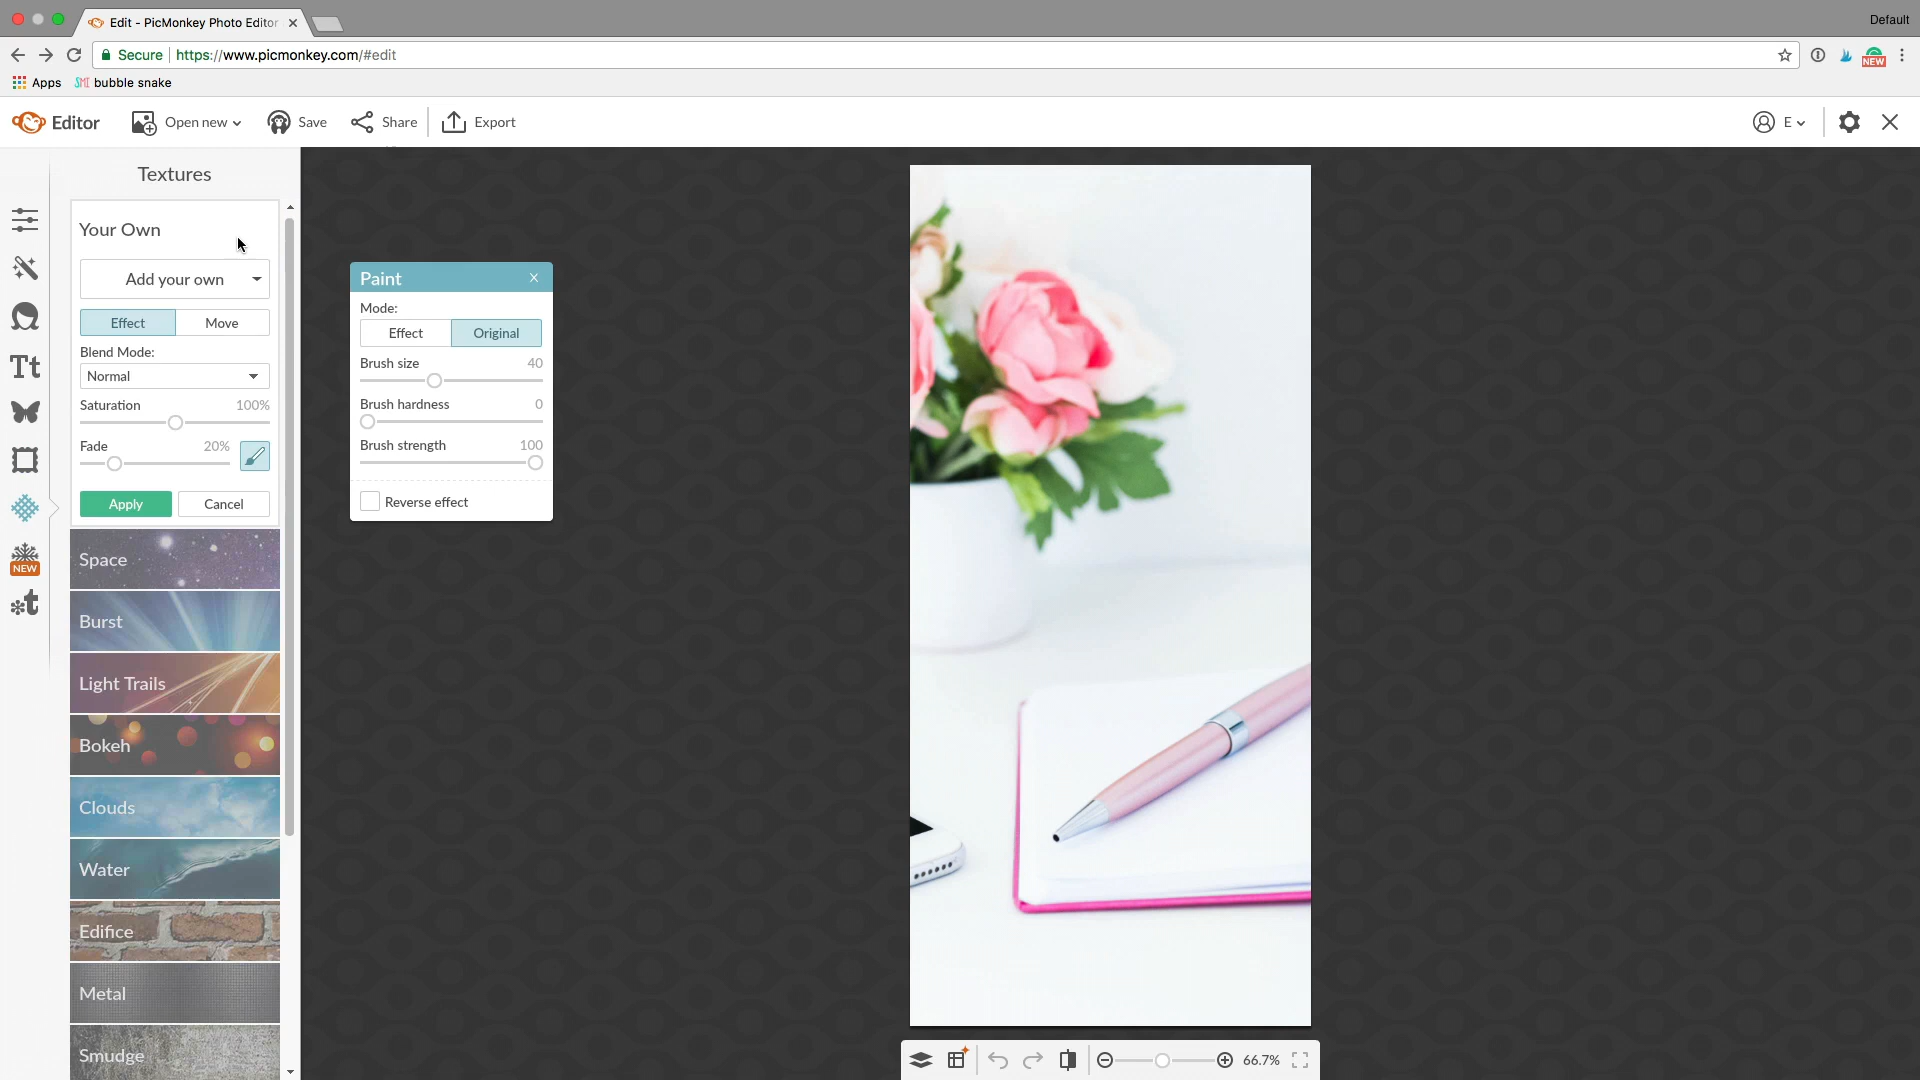 Default
Edit - PicMonkey Photo Editor
Secure https://www.picmonkey.com/#edit
NEW
Apps SMT bubble snake
Editor Open new Save Share Export E
Textures
Your Own
Add your own
Effect Move
Blend Mode:
Normal
Saturation 100%
Fade 20%
Apply Cancel
Space
Burst
Light Trails
Bokeh
Clouds
Water
Edifice
Metal
Smudge
Tt
NEW
t
Paint
Mode:
Effect Original
Brush size 40
Brush hardness 0
Brush strength 100
Reverse effect
66.7%